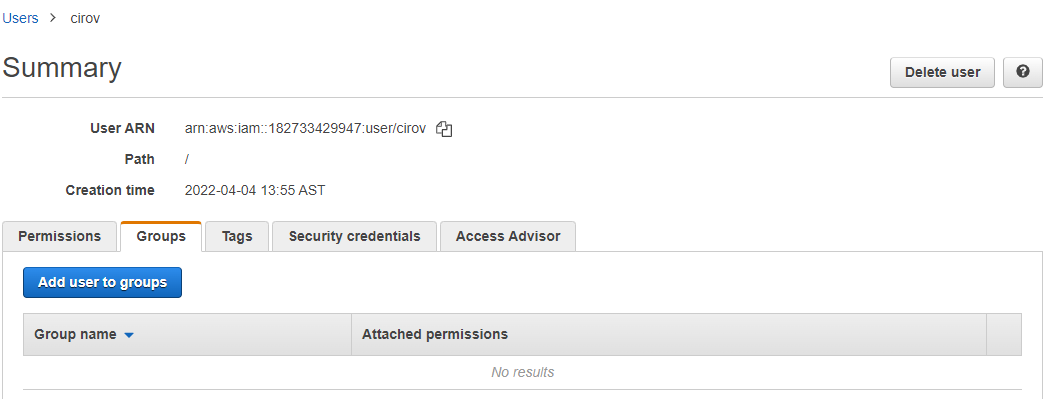 Users > cirov
Summary
Delete user
?
User ARN arn:aws:iam::182733429947:user/cirov
Path /
Creation time 2022-04-04 13:55 AST
Permissions Groups Tags Security credentials Access Advisor
Add user to groups
Group name Attached permissions
No results